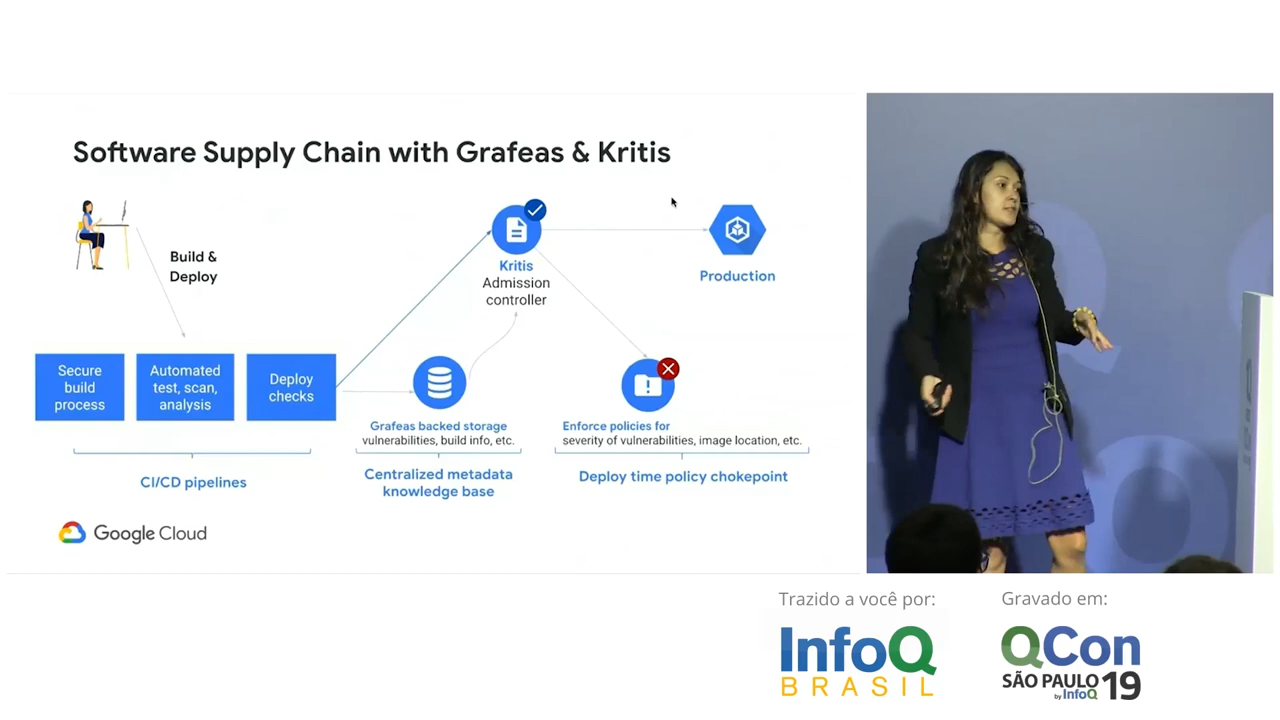 Software Supply Chain with Grafeas & Kritis
Build &
Deploy
Kritis
Admission
controller
Production
Secure
build
process
Automated
test, scan,
analysis
Deploy
checks
Grafeas backed storage
vulnerabilities, build info, etc.
Enforce policies for
severity of vulnerabilities, image location, etc.
CI/CD pipelines
Centralized metadata
knowledge base
Deploy time policy chokepoint
Google Cloud
Trazido a você por:
InfoQ
BRASIL
Gravado em:
QCon
SÃO PAULO 19
by InfoQ